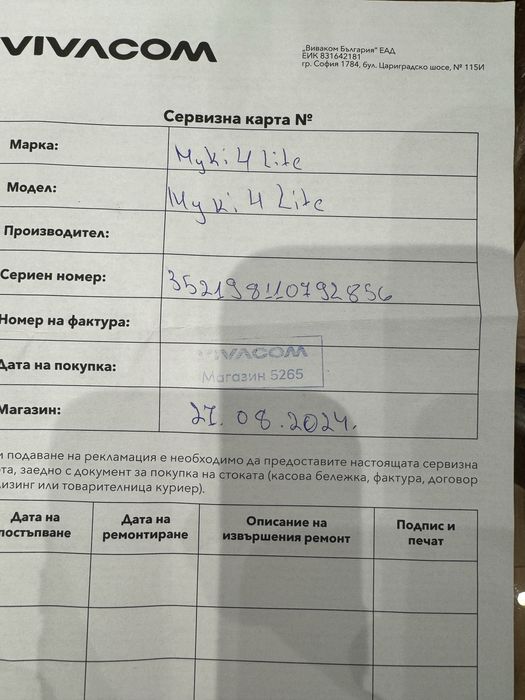 VIVACOM
„Виваком България" ЕАД
ЕИК 831642181
гр. София 1784, бул. Цариградско шосе, № 115И
Сервизна карта №
Марка: Myki 4 Lite
Модел: Myki 4 Lite
Производител:
Сериен номер: 352198110792856
Номер на фактура:
VIVACOM
Дата на покупка: Магазин 5265
Магазин: 27.08.2024.
и подаване на рекламация е необходимо да предоставите настоящата сервизна
рта, заедно с документ за покупка на стоката (касова бележка, фактура, договор
лизинг или товарителница куриер).
Дата на постъпване Дата на ремонтиране Описание на извършения ремонт Подпис и печат